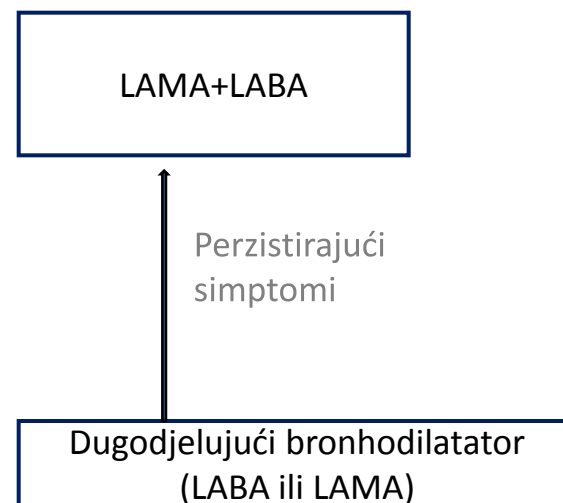 LAMA+LABA
Perzistirajući
simptomi
Dugodjelujući bronhodilatator
(LABA ili LAMA)